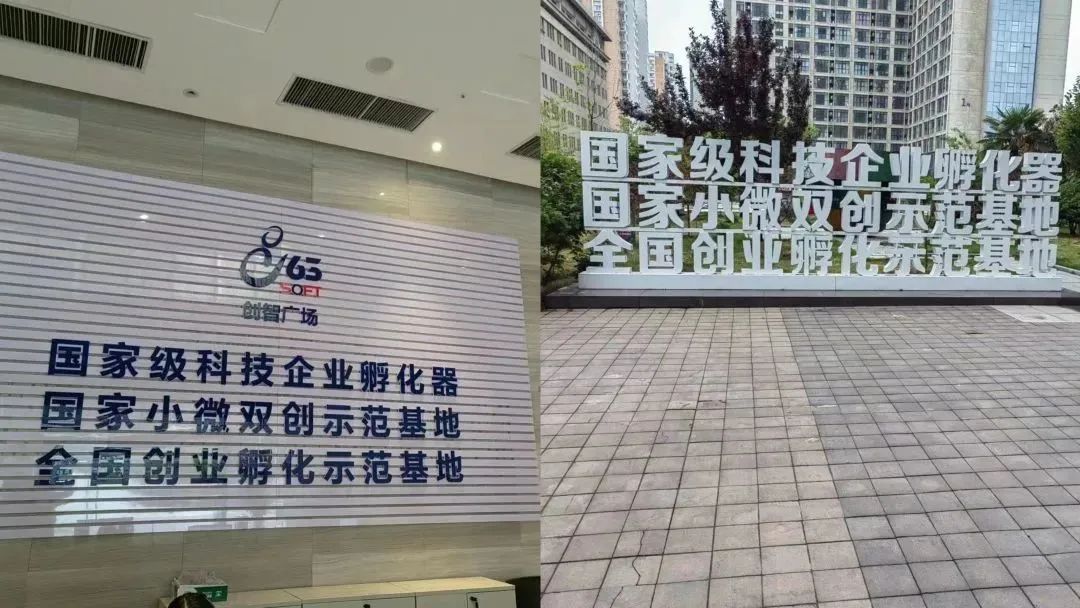 365
SOFT
创智广场
国家级科技企业孵化器
国家小微双创示范基地
全国创业孵化示范基地
国家级科技企业孵化器
国家小微双创示范基地
全国创业孵化示范基地